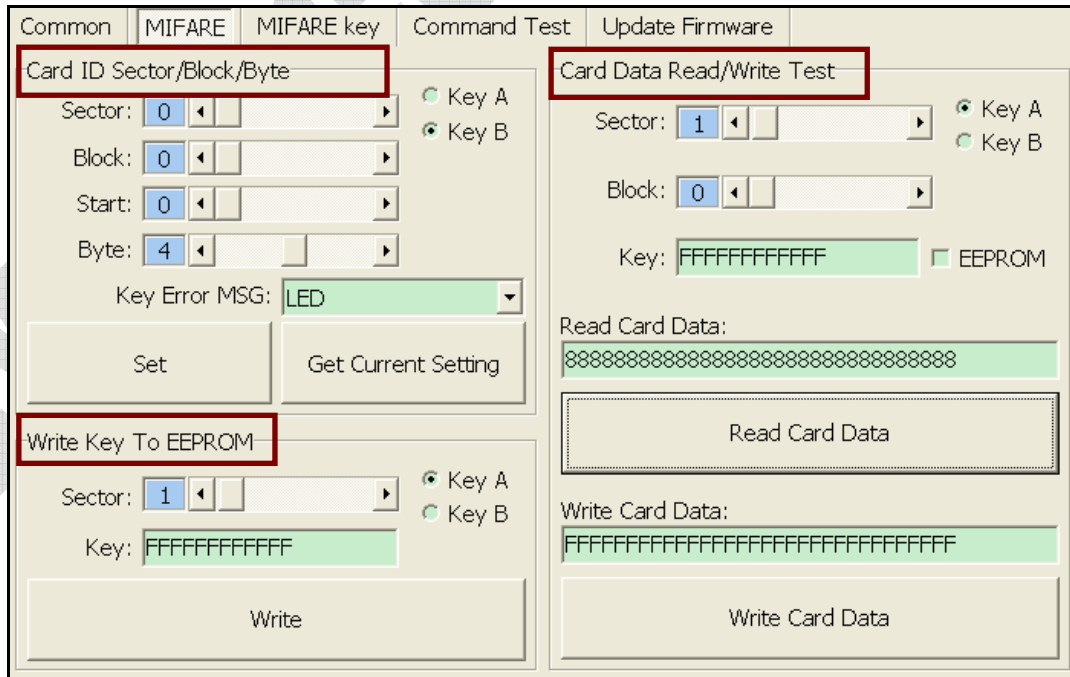 Common MIFARE MIFARE key Command Test Update Firmware
Card ID Sector/Block/Byte
Sector: 0
Key A
Key B
Block: 0
Start: 0
Byte: 4
Key Error MSG: LED
Set Get Current Setting
Write Key To EEPROM
Sector: 1
Key A
Key B
Key: FFFFFFFFFFFF
Write
Card Data Read/Write Test
Sector: 1
Key A
Key B
Block: 0
Key: FFFFFFFFFFFF EEPROM
Read Card Data:
88888888888888888888888888888888
Read Card Data
Write Card Data:
FFFFFFFFFFFFFFFFFFFFFFFFFFFFFFFF
Write Card Data